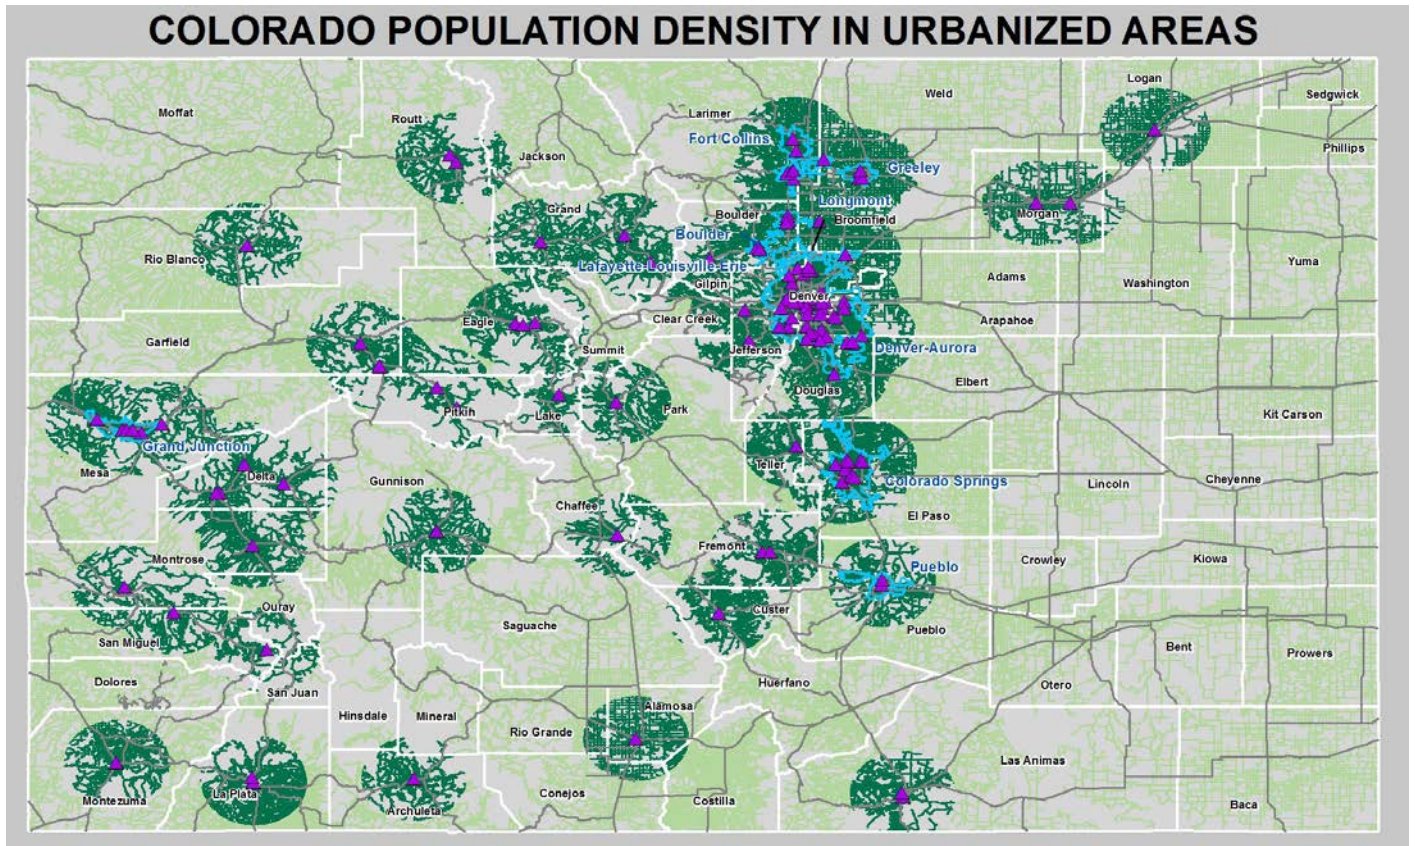 COLORADO POPULATION DENSITY IN URBANIZED AREAS
Logan
Sedgwick
Weld
Moffat
Larimer
Routt
Fort Collins
Phillips
Jackson
Greeley
Longmont
Grand
Boulder
Broomfield
Morgan
Boulder
Rio Blanco
Yuma
Lafayette-Louisville-Erie
Adams
Washington
Gilpin
Denver
Eagle
Clear Creek
Arapahoe
Garfield
Summit
Jefferson
Denver-Aurora
Elbert
Douglas
Pitkin
Lake
Park
Kit Carson
Grand Junction
Teller
Mesa
Delta
Gunnison
Colorado Springs
Lincoln
Cheyenne
Chaffee
El Paso
Fremont
Montrose
Pueblo
Crowley
Kiowa
Ouray
Custer
Saguache
Pueblo
San Miguel
Bent
Prowers
Dolores
Huerfano
Otero
San Juan
Alamosa
Hinsdale
Mineral
Rio Grande
Las Animas
La Plata
Conejos
Costilla
Montezuma
Archuleta
Baca